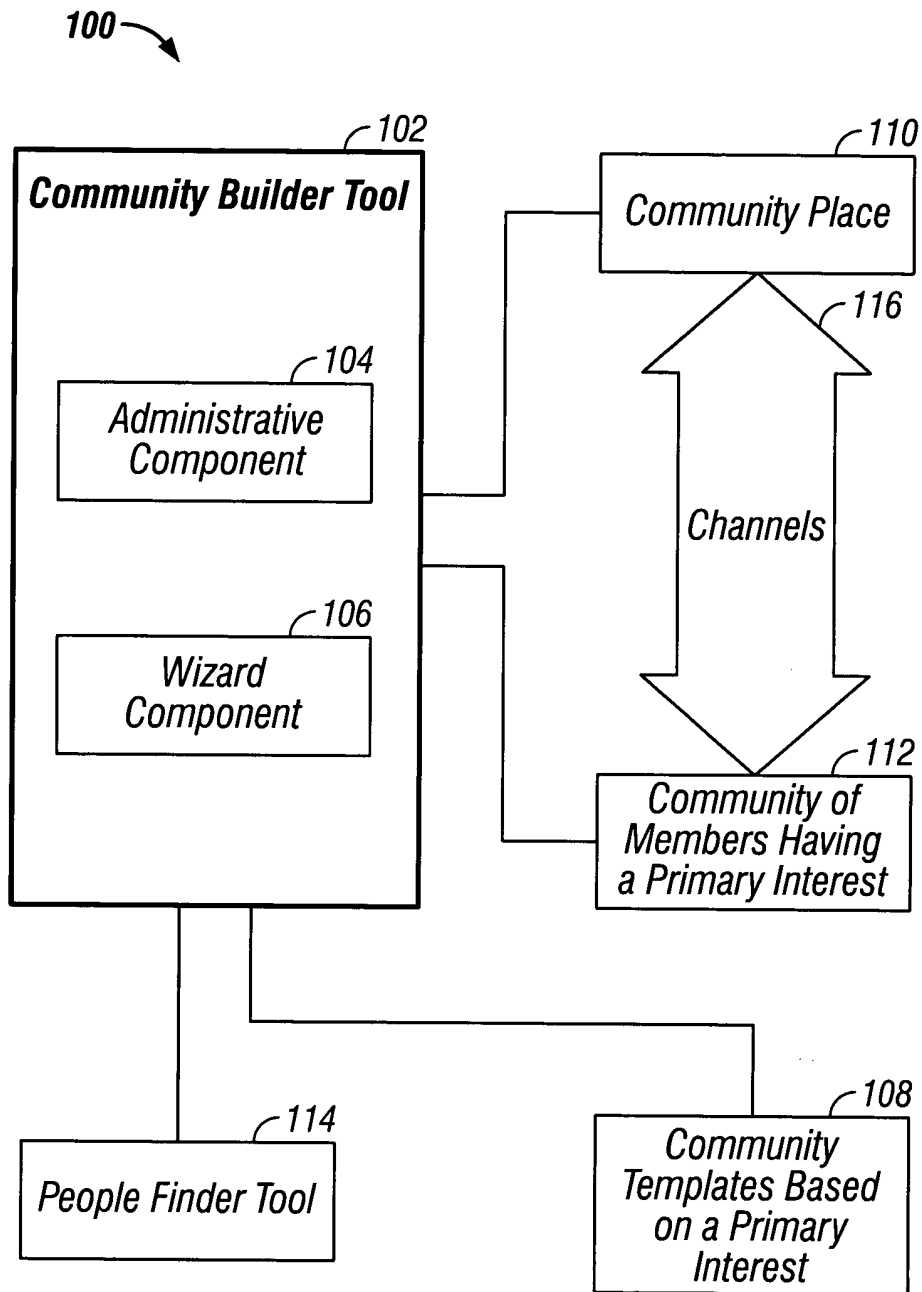 100
102
Community Builder Tool
110
Community Place
116
104
Administrative
Component
Channels
106
Wizard
Component
112
Community of
Members Having
a Primary Interest
114
People Finder Tool
108
Community
Templates Based
on a Primary
Interest